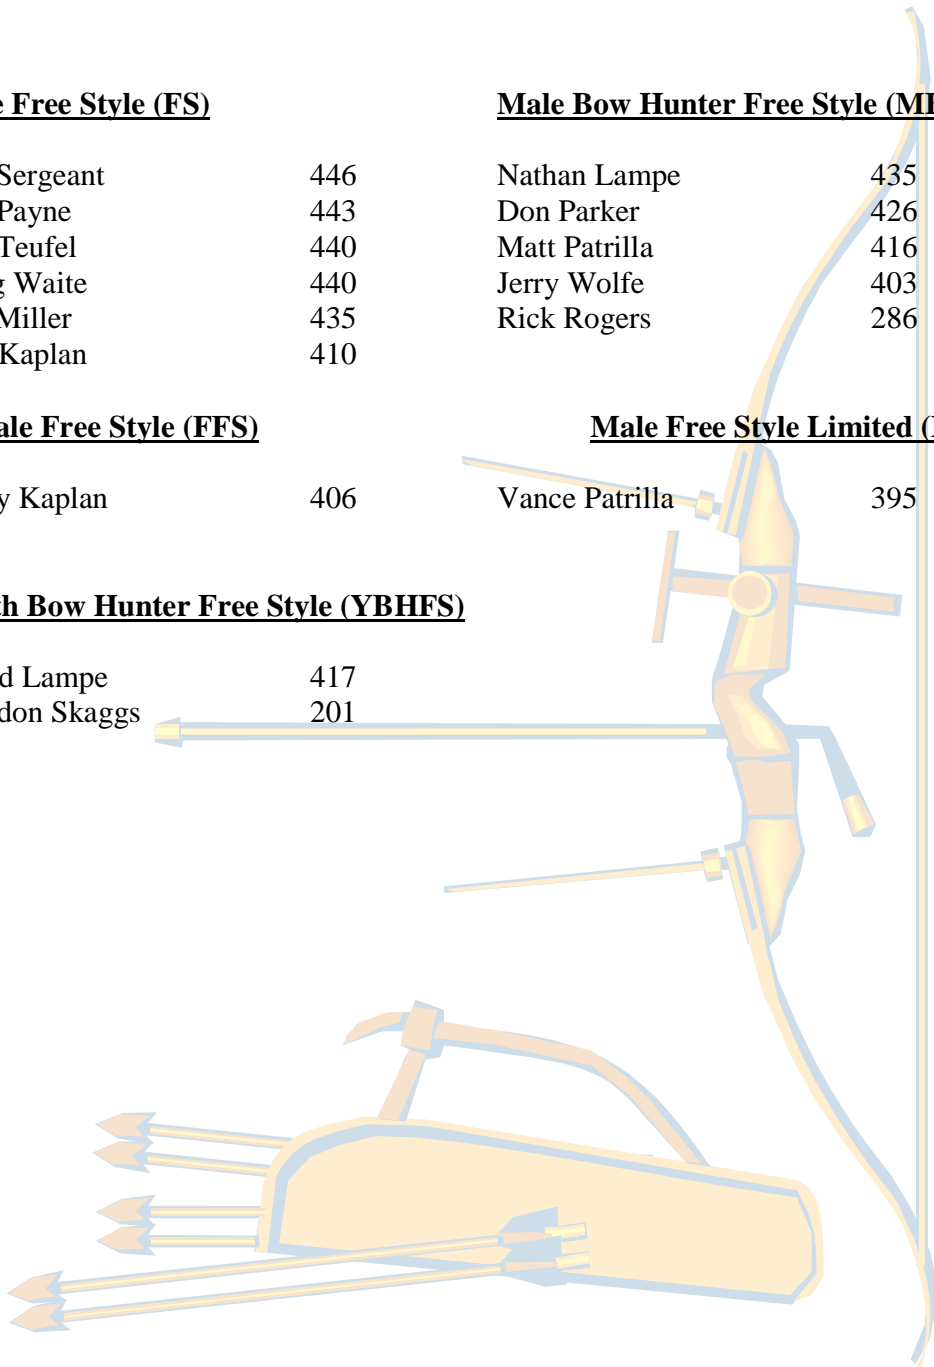 e Free Style (FS)
Sergeant 446
Payne 443
Teufel 440
g Waite 440
Miller 435
Kaplan 410
Male Bow Hunter Free Style (M
Nathan Lampe 435
Don Parker 426
Matt Patrilla 416
Jerry Wolfe 403
Rick Rogers 286
ale Free Style (FFS)
y Kaplan 406
Male Free Style Limited (
Vance Patrilla 395
th Bow Hunter Free Style (YBHFS)
d Lampe 417
don Skaggs 201